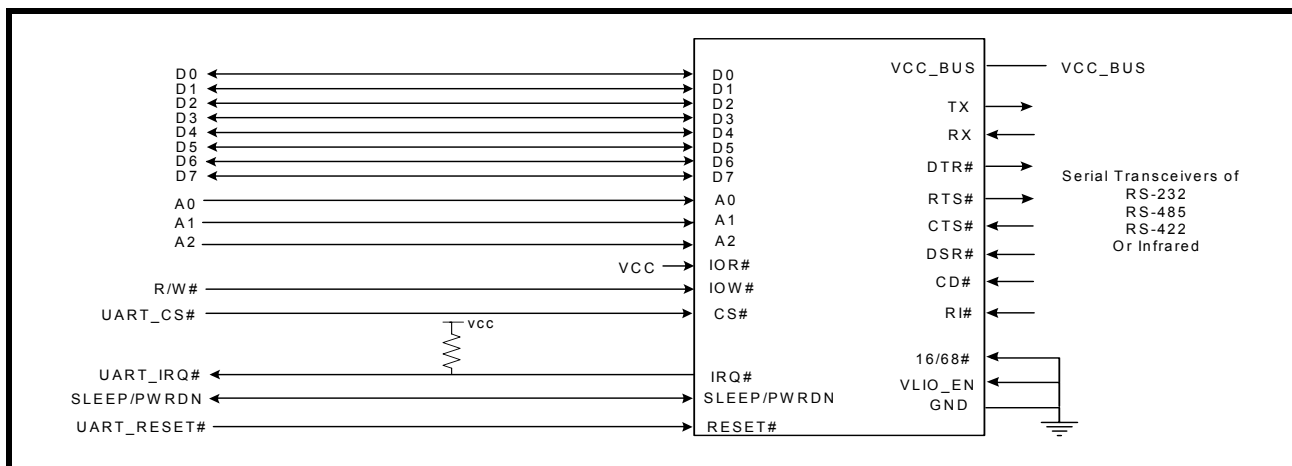 D0
D1
D2
D3
D4
D5
D6
D7
A0
A1
A2
VCC
R/W#
UART_CS#
vcc
UART_IRQ#
SLEEP/PWRDN
UART_RESET#
D0
D1
D2
D3
D4
D5
D6
D7
A0
A1
A2
IOR#
IOW#
CS#
IRQ#
SLEEP/PWRDN
RESET#
VCC_BUS
TX
RX
DTR#
RTS#
CTS#
DSR#
CD#
RI#
16/68#
VLIO_EN
GND
VCC_BUS
Serial Transceivers of
RS-232
RS-485
RS-422
Or Infrared